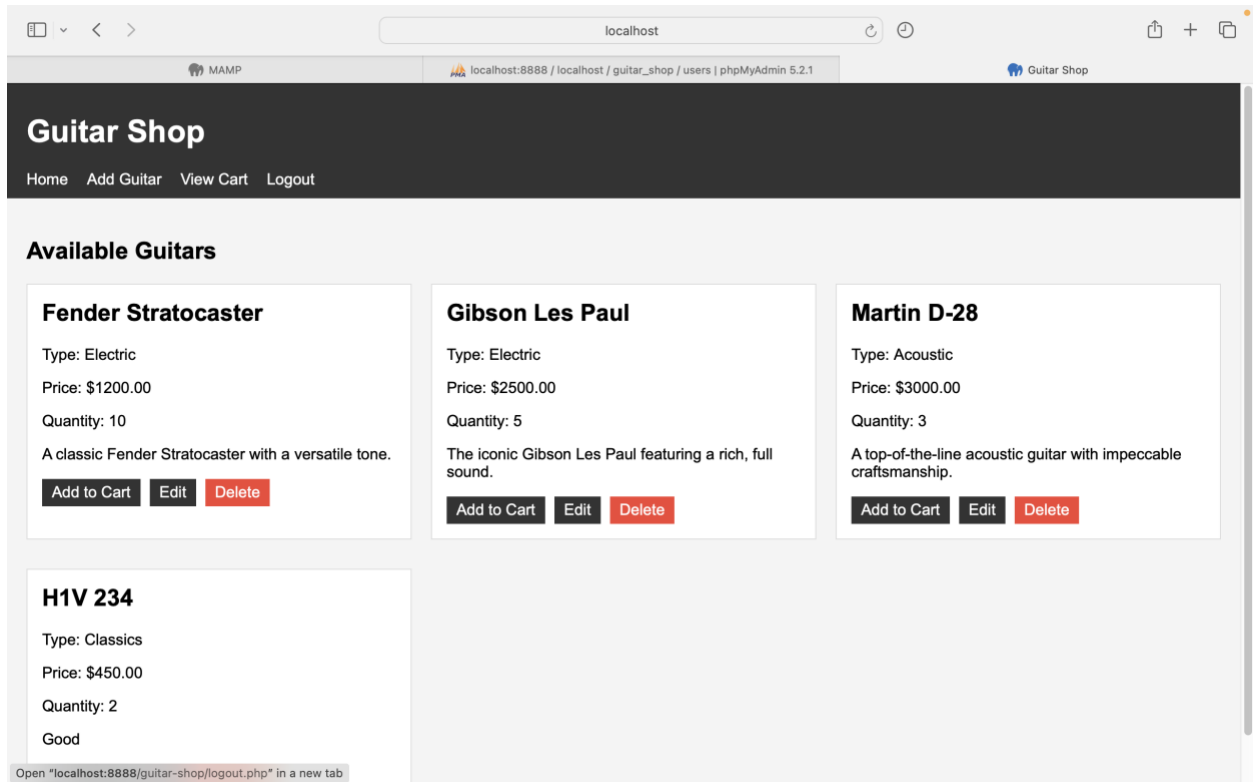 localhost
MAMP
localhost:8888 / localhost / guitar_shop / users | phpMyAdmin 5.2.1
Guitar Shop
Guitar Shop
Home Add Guitar View Cart Logout
Available Guitars
Fender Stratocaster
Type: Electric
Price: $1200.00
Quantity: 10
A classic Fender Stratocaster with a versatile tone.
Add to Cart Edit Delete
Gibson Les Paul
Type: Electric
Price: $2500.00
Quantity: 5
The iconic Gibson Les Paul featuring a rich, full
sound.
Add to Cart Edit Delete
Martin D-28
Type: Acoustic
Price: $3000.00
Quantity: 3
A top-of-the-line acoustic guitar with impeccable
craftsmanship.
Add to Cart Edit Delete
H1V 234
Type: Classics
Price: $450.00
Quantity: 2
Good
Open "localhost:8888/guitar-shop/logout.php" in a new tab